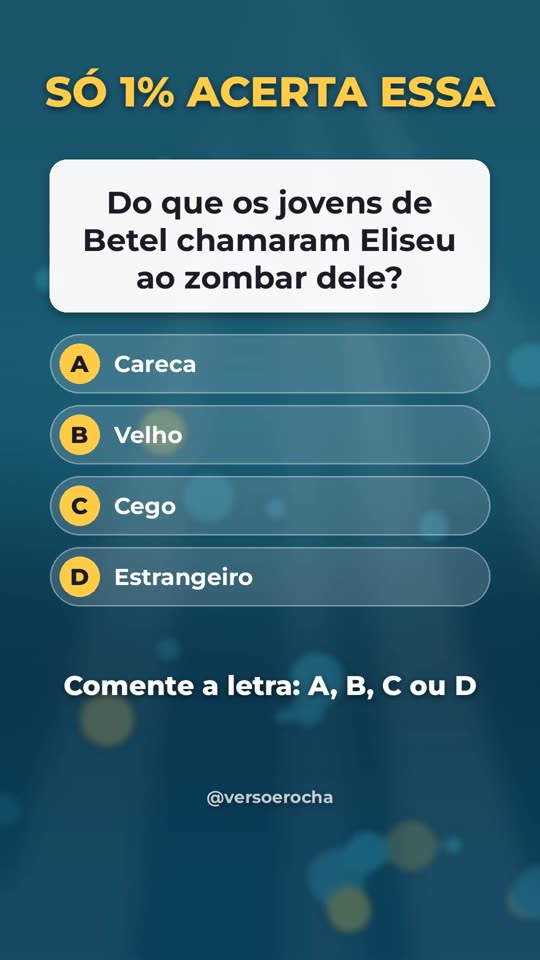 SÓ 1% ACERTA ESSA
Do que os jovens de
Betel chamaram Eliseu
ao zombar dele?
A Careca
B Velho
C Cego
D Estrangeiro
Comente a letra: A, B, C ou D
@versoerocha